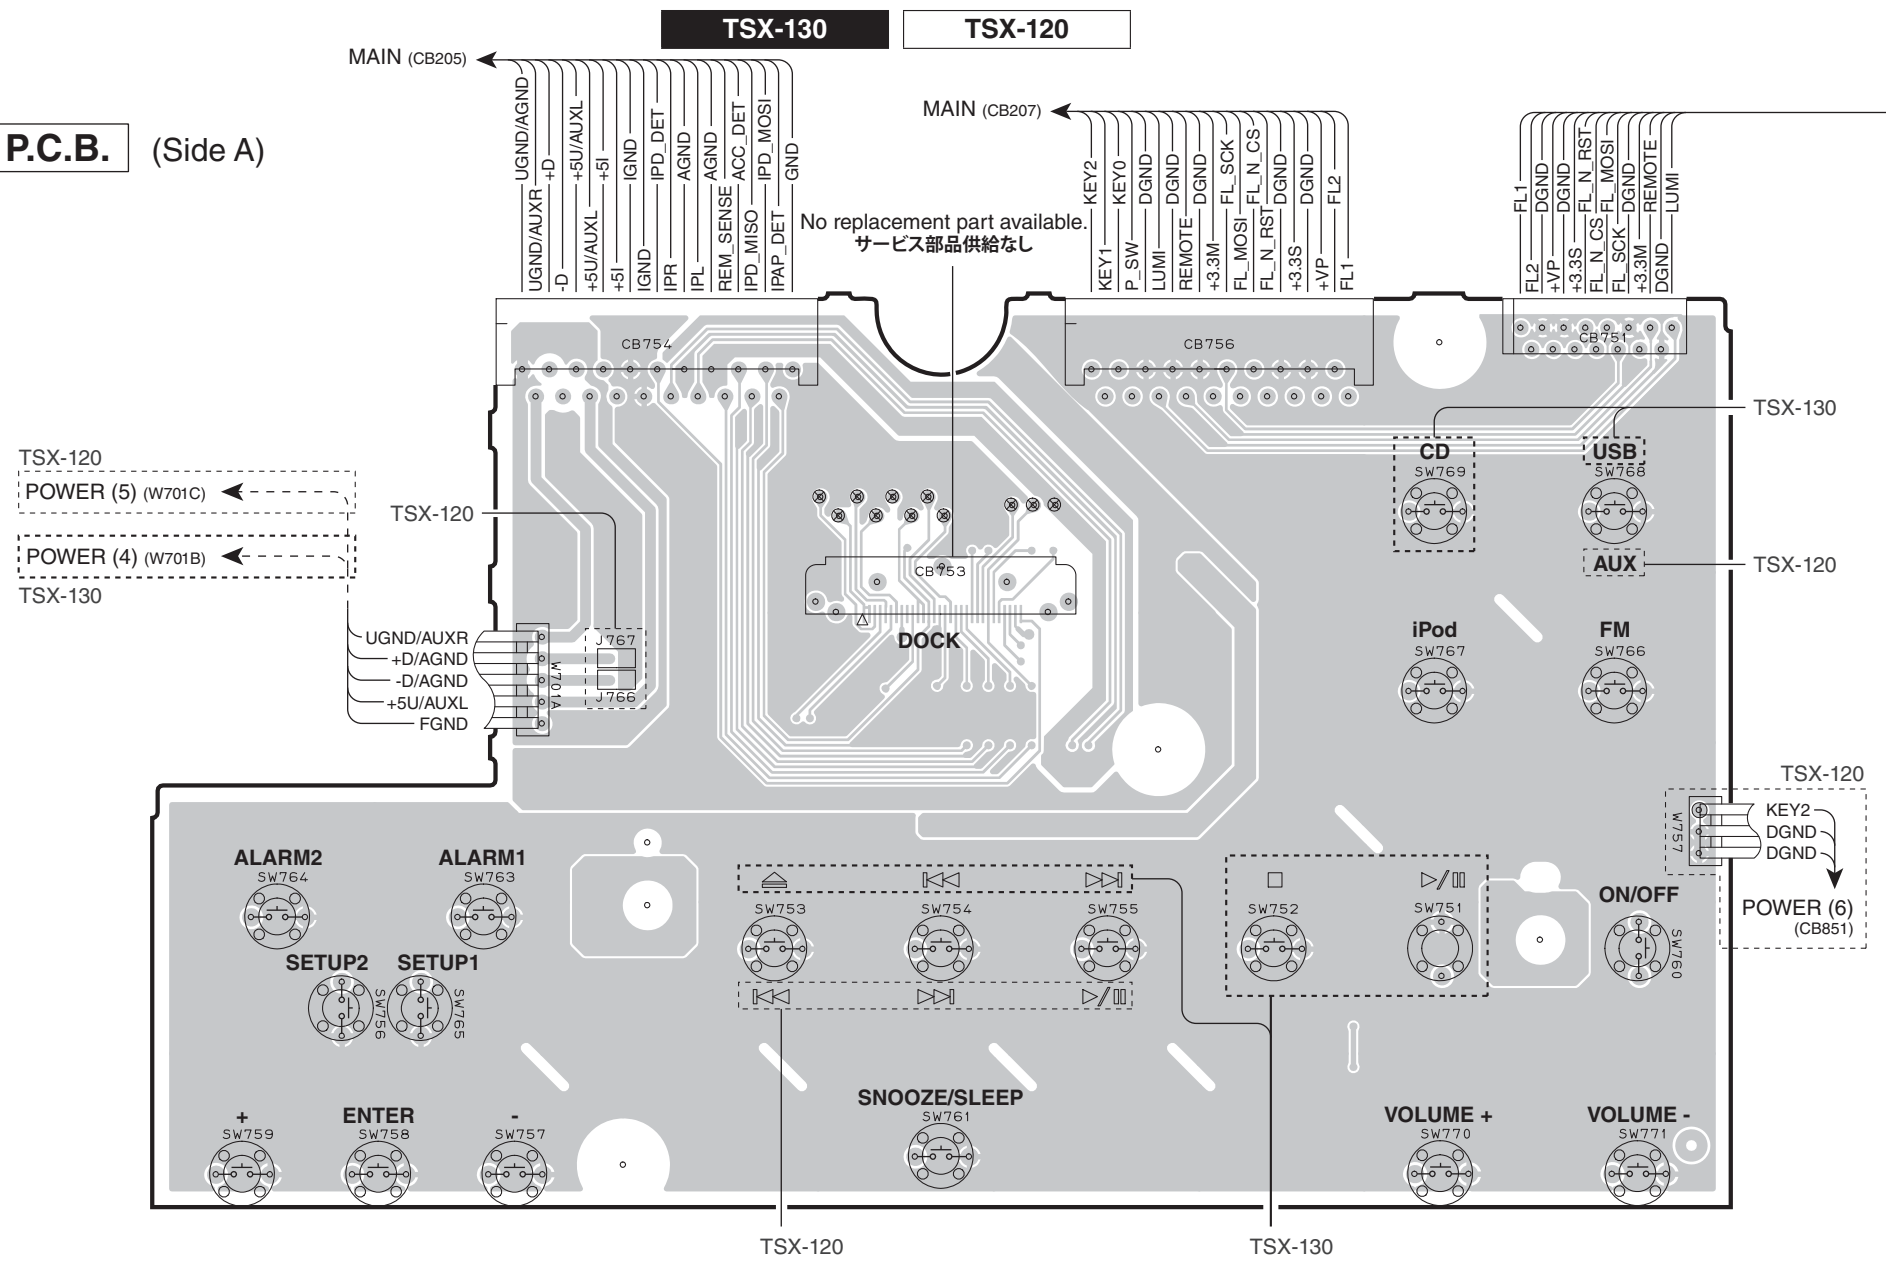 TSX-130
TSX-120
MAIN (CB205)
P.C.B. (Side A)
UGND/AGND
UGND/AUXR
+D
-D
+5U/AUXL
+5U/AUXL
+5I
+5I
IGND
IGND
IPD_DET
IPR
AGND
IPL
AGND
REM_SENSE
ACC_DET
IPD_MISO
IPD_MOSI
IPAP_DET
GND
MAIN (CB207)
KEY2
KEY1
KEY0
P_SW
DGND
LUMI
DGND
REMOTE
DGND
+3.3M
FL_SCK
FL_MOSI
FL_N_CS
FL_N_RST
DGND
+3.3S
DGND
+VP
FL2
FL1
FL1
FL2
DGND
+VP
DGND
+3.3S
FL_N_RST
FL_N_CS
FL_MOSI
FL_SCK
DGND
+3.3M
REMOTE
DGND
LUMI
No replacement part available.
サービス部品供給なし
CB754
CB756
CB751
TSX-130
CD
SW769
USB
SW768
AUX
TSX-120
TSX-120
POWER (5) (W701C)
POWER (4) (W701B)
TSX-130
TSX-120
CB753
DOCK
iPod
SW767
FM
SW766
UGND/AUXR
+D/AGND
-D/AGND
+5U/AUXL
FGND
W701A
J767
J766
TSX-120
W757
KEY2
DGND
DGND
POWER (6)
(CB851)
ALARM2
SW764
ALARM1
SW763
SW753
SW754
SW755
□
SW752
▷/▯▯
SW751
ON/OFF
SW760
SETUP2
SW756
SETUP1
SW765
▷/▯▯
+
SW759
ENTER
SW758
-
SW757
SNOOZE/SLEEP
SW761
VOLUME +
SW770
VOLUME -
SW771
TSX-120
TSX-130